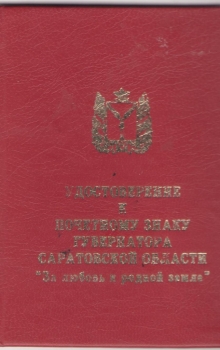 УДОСТОВЕРЕНИЕ
К
ПОЧЕТНОМУ ЗНАКУ
ГУБЕРНАТОРА
САРАТОВСКОЙ ОБЛАСТИ
"За любовь к родной земле"